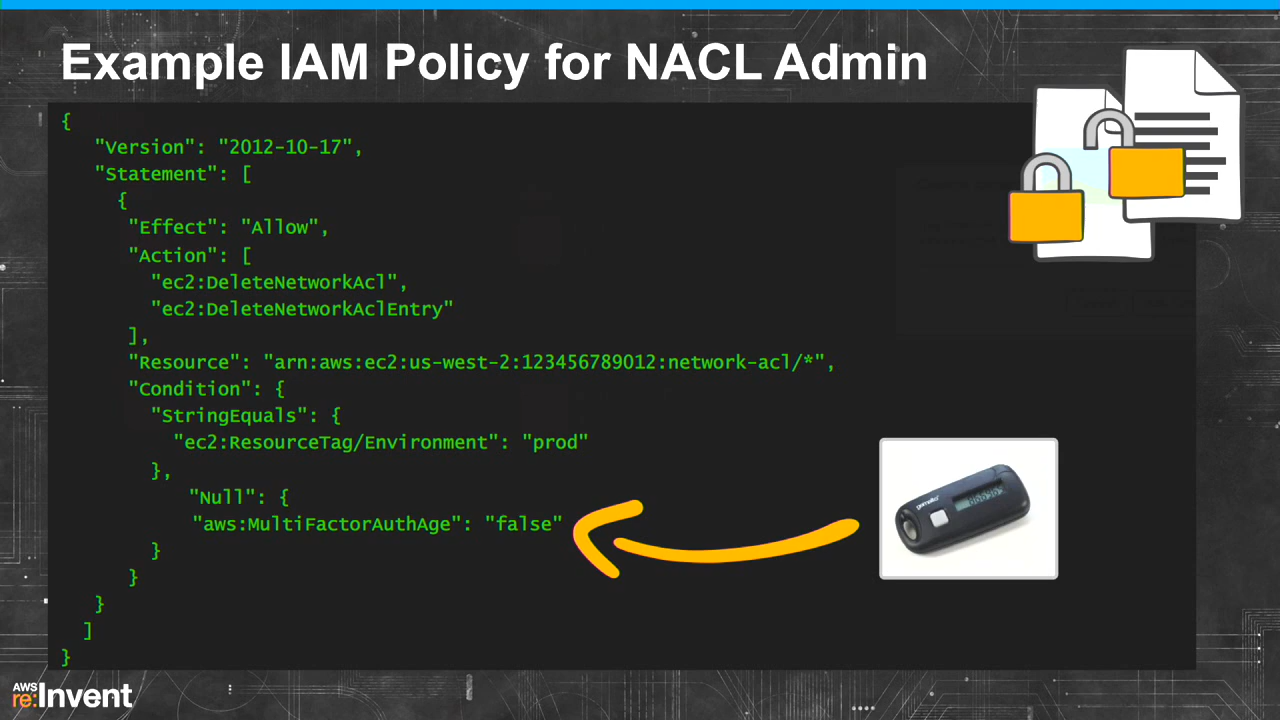 Example IAM Policy for NACL Admin
{
"Version": "2012-10-17",
"Statement": [
{
"Effect": "Allow",
"Action": [
"ec2:DeleteNetworkAcl",
"ec2:DeleteNetworkAclEntry"
],
"Resource": "arn:aws:ec2:us-west-2:123456789012:network-acl/*",
"Condition": {
"StringEquals": {
"ec2:ResourceTag/Environment": "prod"
},
"Null": {
"aws:MultiFactorAuthAge": "false"
}
}
}
]
}
gemalto
AWS
re:Invent